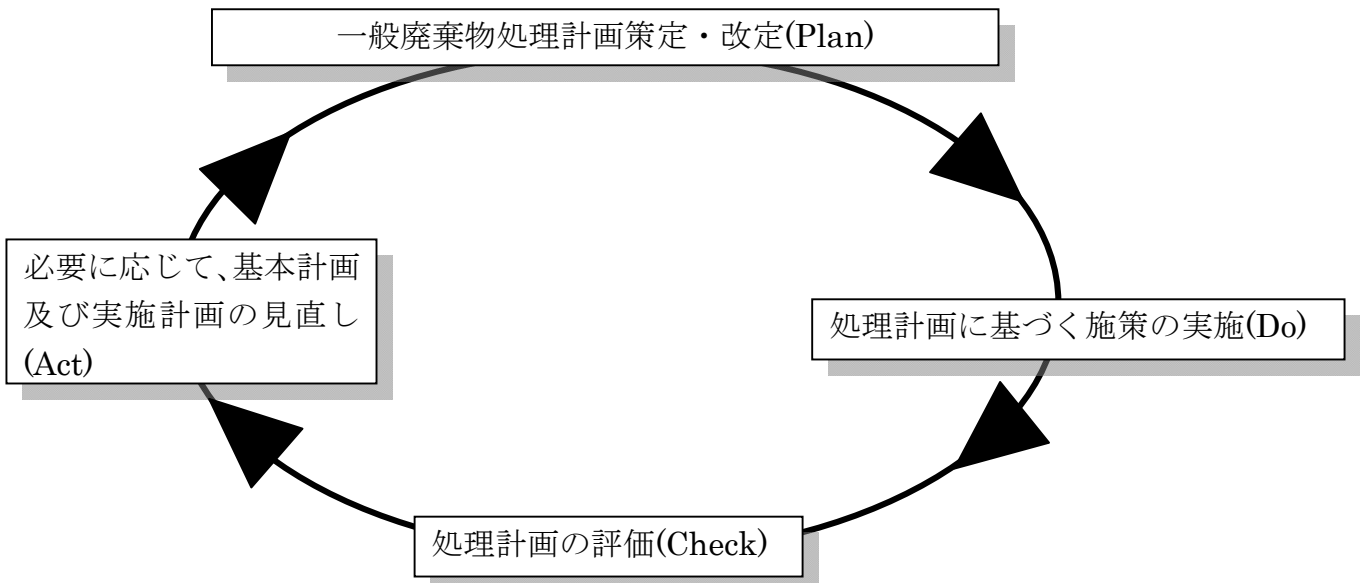 一般廃棄物処理計画策定・改定(Plan)
必要に応じて、基本計画
及び実施計画の見直し
(Act)
処理計画に基づく施策の実施(Do)
処理計画の評価(Check)